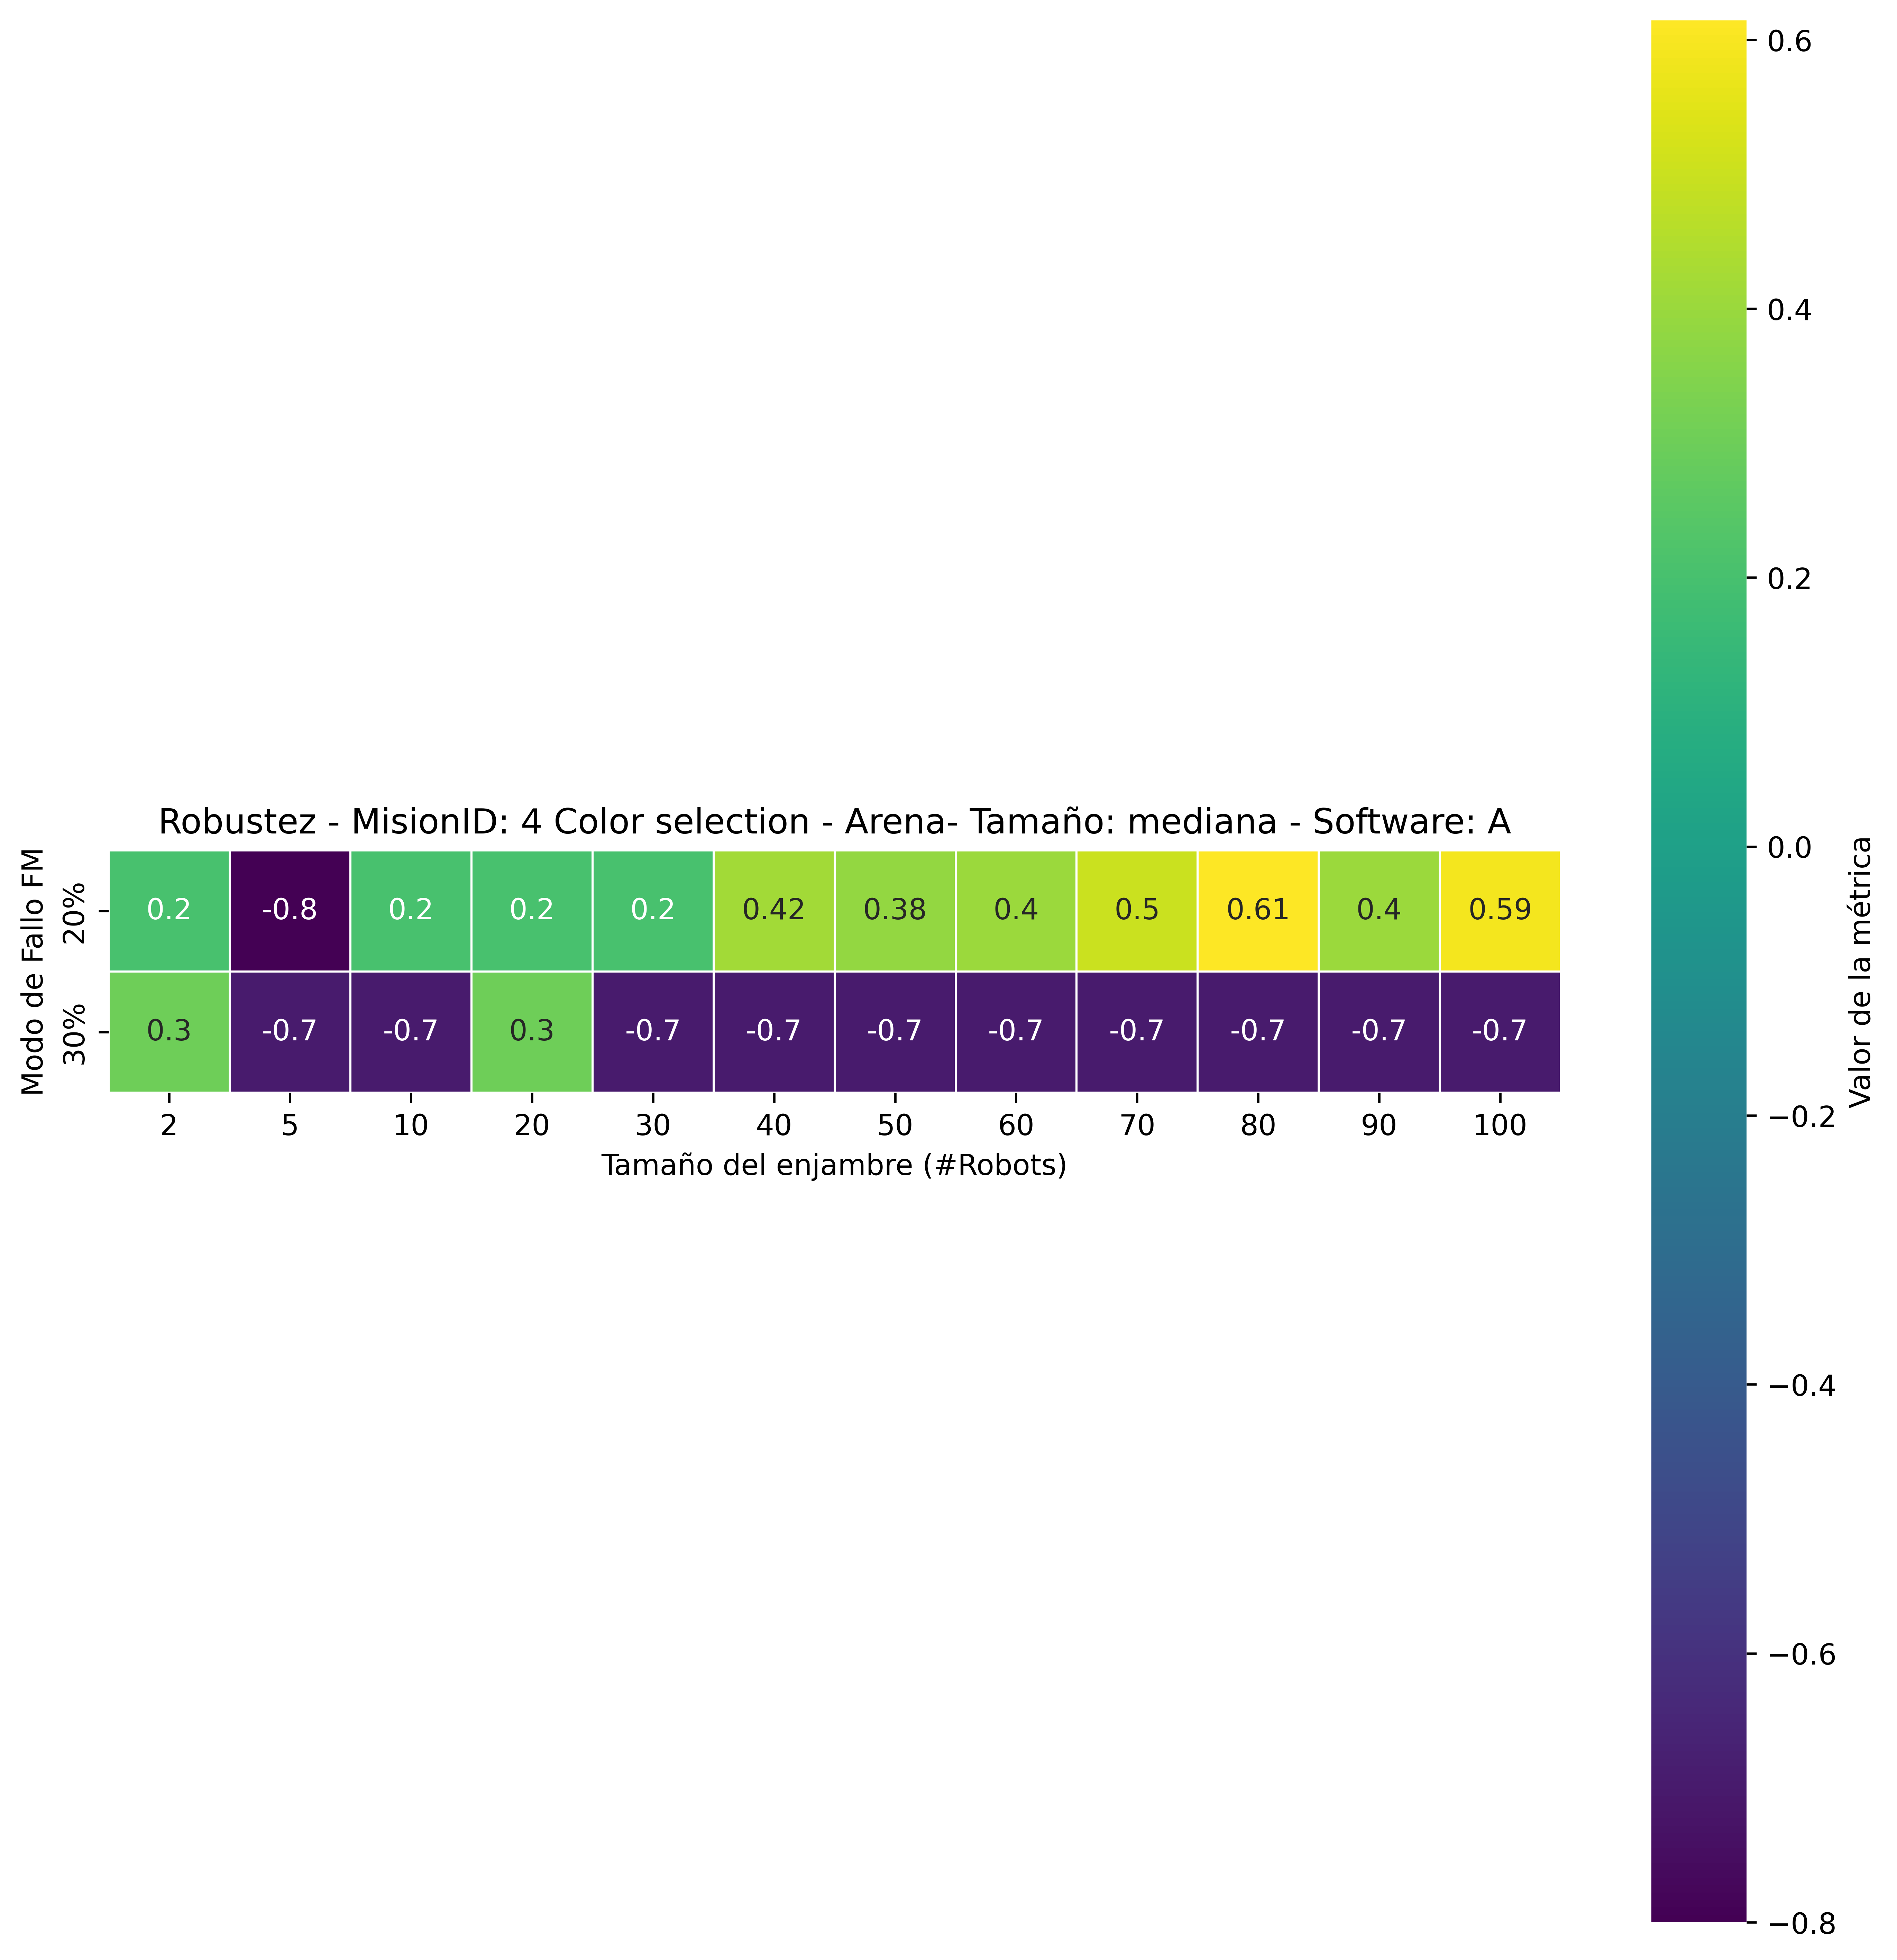 Robustez - MisionID: 4 Color selection - Arena- Tamaño: mediana - Software: A
Modo de Fallo FM
20%
0.2 -0.8 0.2 0.2 0.2 0.42 0.38 0.4 0.5 0.61 0.4 0.59
30%
0.3 -0.7 -0.7 0.3 -0.7 -0.7 -0.7 -0.7 -0.7 -0.7 -0.7 -0.7
2 5 10 20 30 40 50 60 70 80 90 100
Tamaño del enjambre (#Robots)
0.6
0.4
0.2
0.0
−0.2
−0.4
−0.6
−0.8
Valor de la métrica